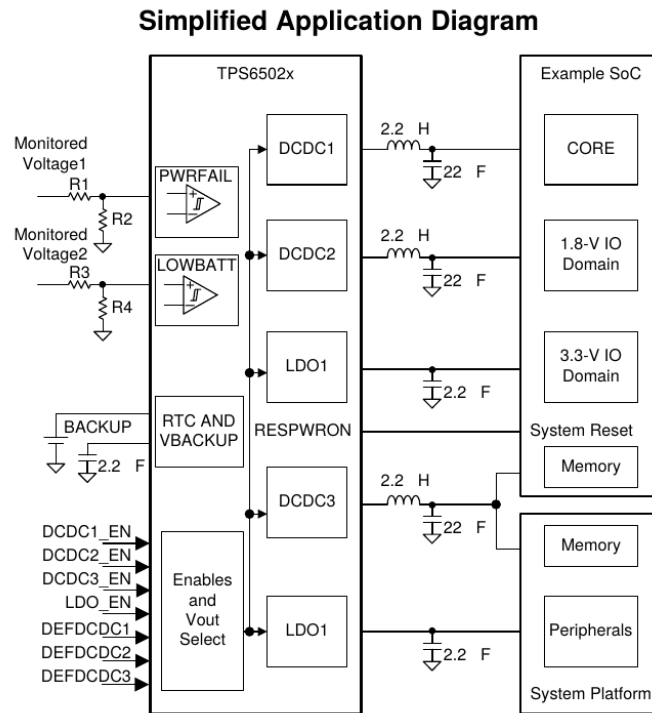 Simplified Application Diagram
TPS6502x
Example SoC
Monitored
Voltage1
R1
R2
PWRFAIL
DCDC1
2.2 H
22 F
CORE
Monitored
Voltage2
R3
R4
LOWBATT
DCDC2
2.2 H
22 F
1.8-V IO
Domain
LDO1
2.2 F
3.3-V IO
Domain
BACKUP
2.2 F
RTC AND
VBACKUP
RESPWRON
System Reset
Memory
DCDC3
2.2 H
22 F
Memory
DCDC1_EN
DCDC2_EN
DCDC3_EN
LDO_EN
DEFDCDC1
DEFDCDC2
DEFDCDC3
Enables
and
Vout
Select
LDO1
2.2 F
Peripherals
System Platform